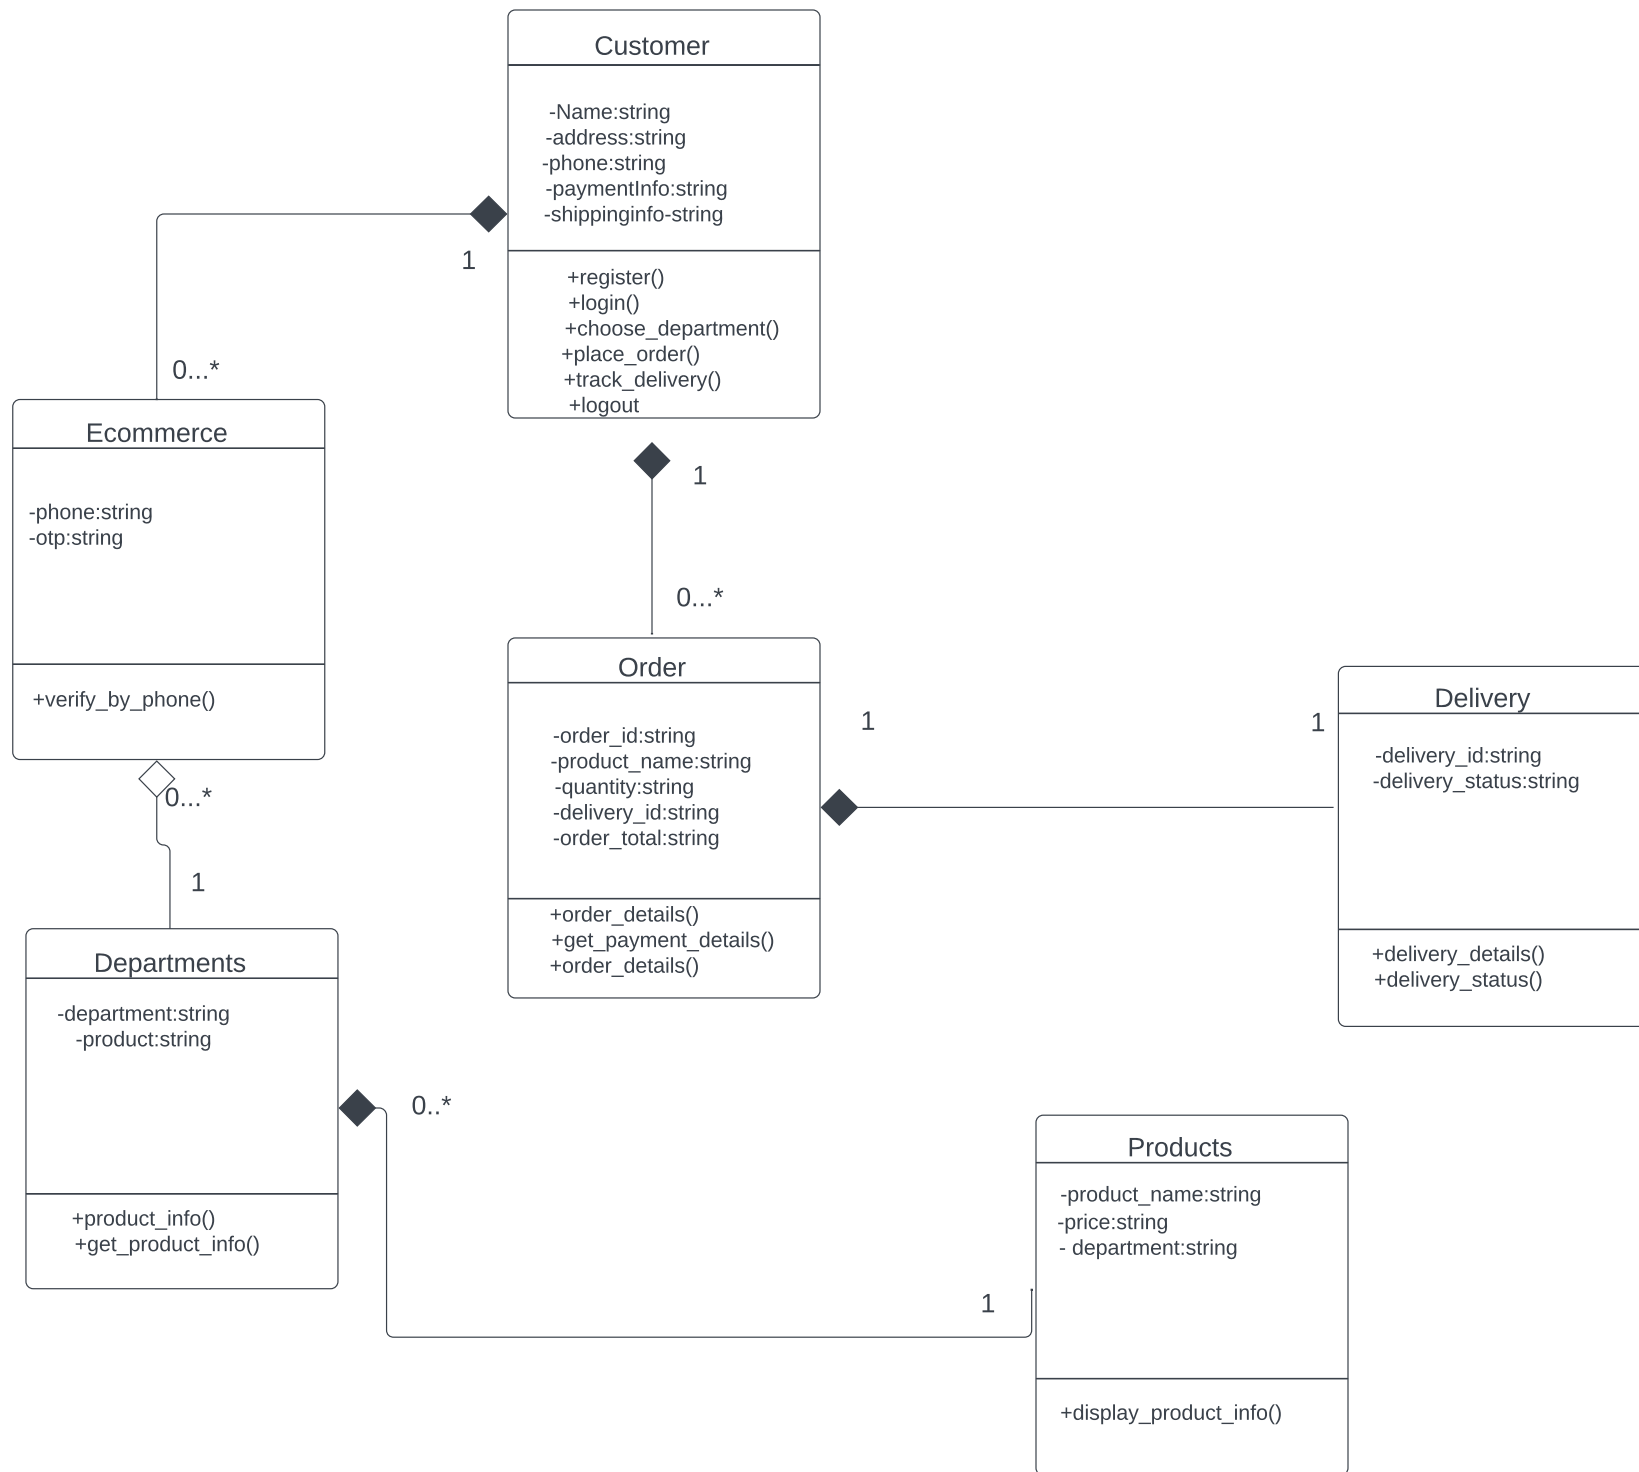 Customer
-Name:string
-address:string
-phone:string
-paymentInfo:string
-shippinginfo-string
+register()
+login()
+choose_department()
+place_order()
+track_delivery()
+logout
1
0...*
Ecommerce
-phone:string
-otp:string
+verify_by_phone()
0...*
1
1
0...*
Order
-order_id:string
-product_name:string
-quantity:string
-delivery_id:string
-order_total:string
+order_details()
+get_payment_details()
+order_details()
1
1
Delivery
-delivery_id:string
-delivery_status:string
+delivery_details()
+delivery_status()
Departments
-department:string
-product:string
+product_info()
+get_product_info()
0..*
1
Products
-product_name:string
-price:string
- department:string
+display_product_info()